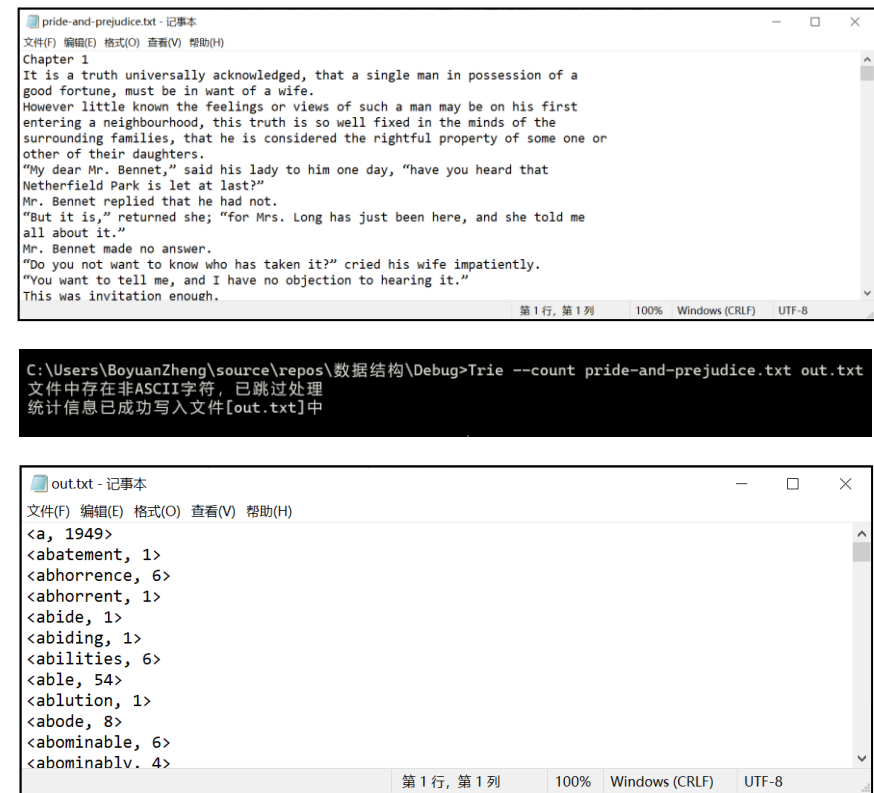 pride-and-prejudice.txt - 记事本
文件(F) 编辑(E) 格式(O) 查看(V) 帮助(H)
Chapter 1
It is a truth universally acknowledged, that a single man in possession of a
good fortune, must be in want of a wife.
However little known the feelings or views of such a man may be on his first
entering a neighbourhood, this truth is so well fixed in the minds of the
surrounding families, that he is considered the rightful property of some one or
other of their daughters.
“My dear Mr. Bennet,” said his lady to him one day, “have you heard that
Netherfield Park is let at last?”
Mr. Bennet replied that he had not.
“But it is,” returned she; “for Mrs. Long has just been here, and she told me
all about it.”
Mr. Bennet made no answer.
“Do you not want to know who has taken it?” cried his wife impatiently.
“You want to tell me, and I have no objection to hearing it.”
This was invitation enough.
第 1 行, 第 1 列 100% Windows (CRLF) UTF-8
C:\Users\BoyuanZheng\source\repos\数据结构\Debug>Trie --count pride-and-prejudice.txt out.txt
文件中存在非ASCII字符, 已跳过处理
统计信息已成功写入文件[out.txt]中
out.txt - 记事本
文件(F) 编辑(E) 格式(O) 查看(V) 帮助(H)
<a, 1949>
<abatement, 1>
<abhorrence, 6>
<abhorrent, 1>
<abide, 1>
<abiding, 1>
<abilities, 6>
<able, 54>
<ablution, 1>
<abode, 8>
<abominable, 6>
<abominably, 4>
第 1 行, 第 1 列 100% Windows (CRLF) UTF-8